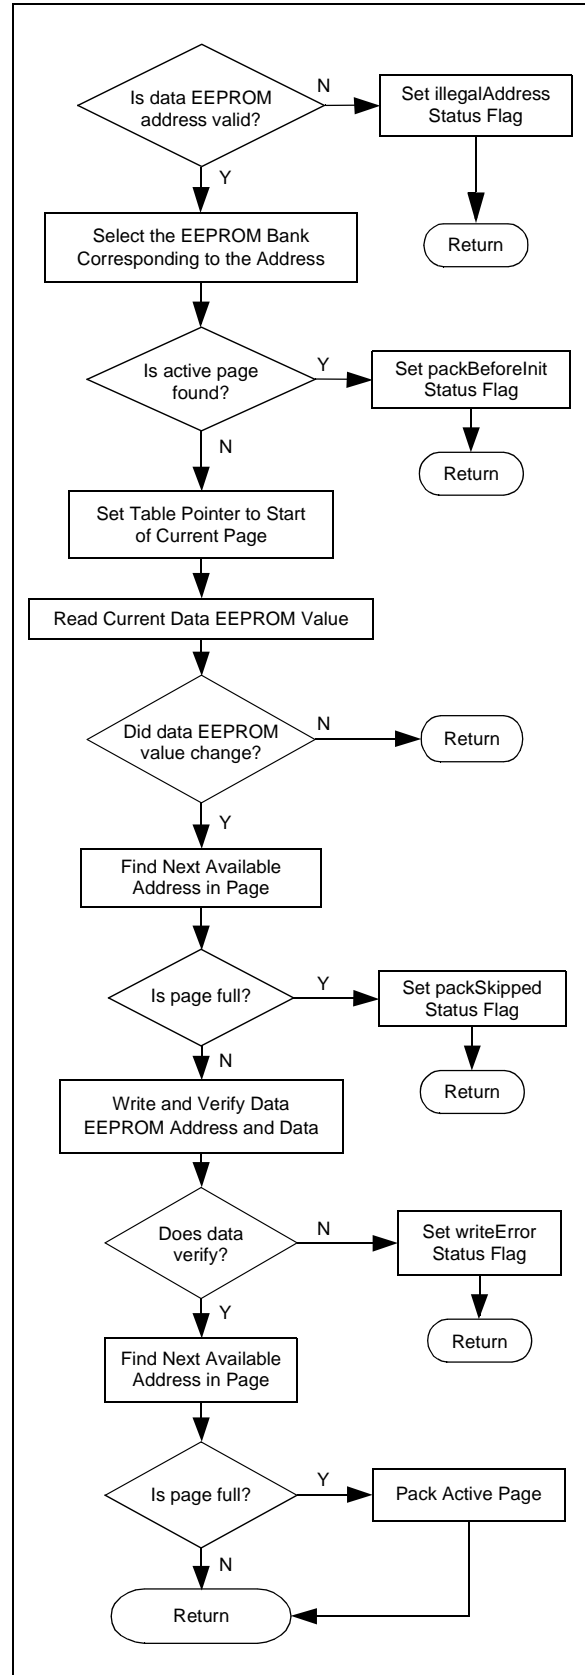 Is data EEPROM
address valid?
N
Set illegalAddress
Status Flag
Return
Y
Select the EEPROM Bank
Corresponding to the Address
Is active page
found?
Y
Set packBeforeInit
Status Flag
Return
N
Set Table Pointer to Start
of Current Page
Read Current Data EEPROM Value
Did data EEPROM
value change?
N
Return
Y
Find Next Available
Address in Page
Is page full?
Y
Set packSkipped
Status Flag
Return
N
Write and Verify Data
EEPROM Address and Data
Does data
verify?
N
Set writeError
Status Flag
Return
Y
Find Next Available
Address in Page
Is page full?
Y
Pack Active Page
N
Return